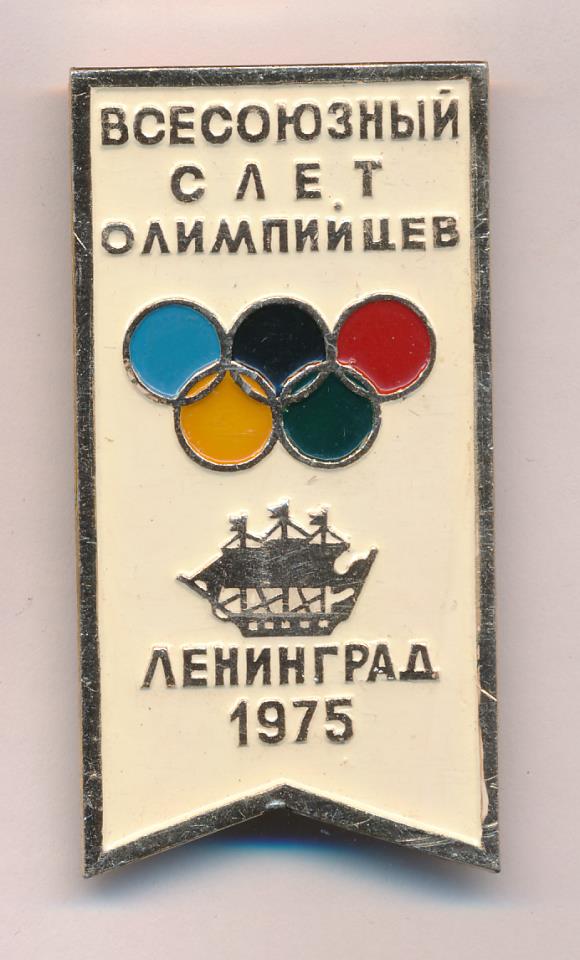 ВСЕСОЮЗНЫЙ
СЛЕТ
ОЛИМПИЙЦЕВ
ЛЕНИНГРАД
1975